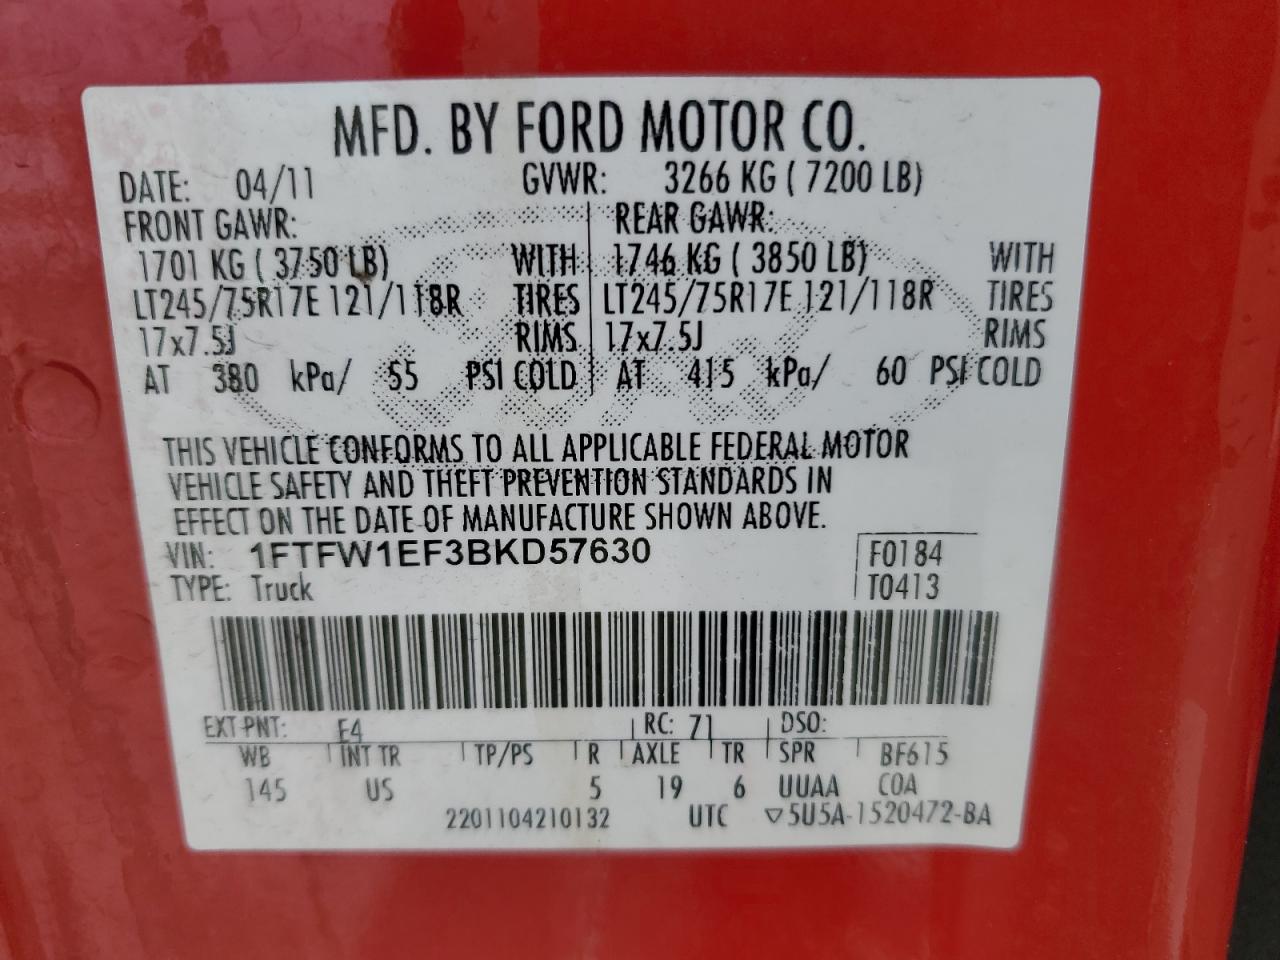 MFD. BY FORD MOTOR CO.
DATE: 04/11 GVWR: 3266 KG ( 7200 LB)
FRONT GAWR: REAR GAWR:
1701 KG ( 3750 LB) WITH 1746 KG ( 3850 LB) WITH
LT245/75R17E 121/118R TIRES LT245/75R17E 121/118R TIRES
17x7.5J RIMS 17x7.5J RIMS
AT 380 kPa/ 55 PSI COLD AT 415 kPa/ 60 PSI COLD
THIS VEHICLE CONFORMS TO ALL APPLICABLE FEDERAL MOTOR
VEHICLE SAFETY AND THEFT PREVENTION STANDARDS IN
EFFECT ON THE DATE OF MANUFACTURE SHOWN ABOVE.
VIN: 1FTFW1EF3BKD57630 F0184
TYPE: Truck T0413
EXT PNT: E4 RC: 71 DSO:
WB INT TR TP/PS R AXLE TR SPR BF615
145 US 5 19 6 UUAA COA
2201104210132 UTC ▽5U5A-1520472-BA